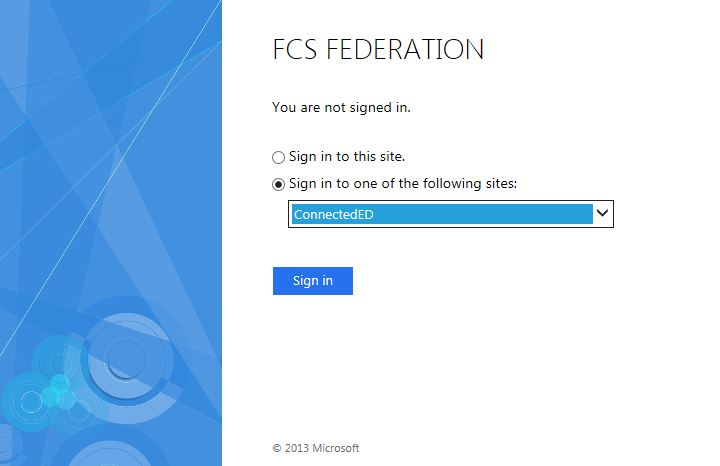 FCS FEDERATION
You are not signed in.
Sign in to this site.
Sign in to one of the following sites:
ConnectedED
Sign in
© 2013 Microsoft